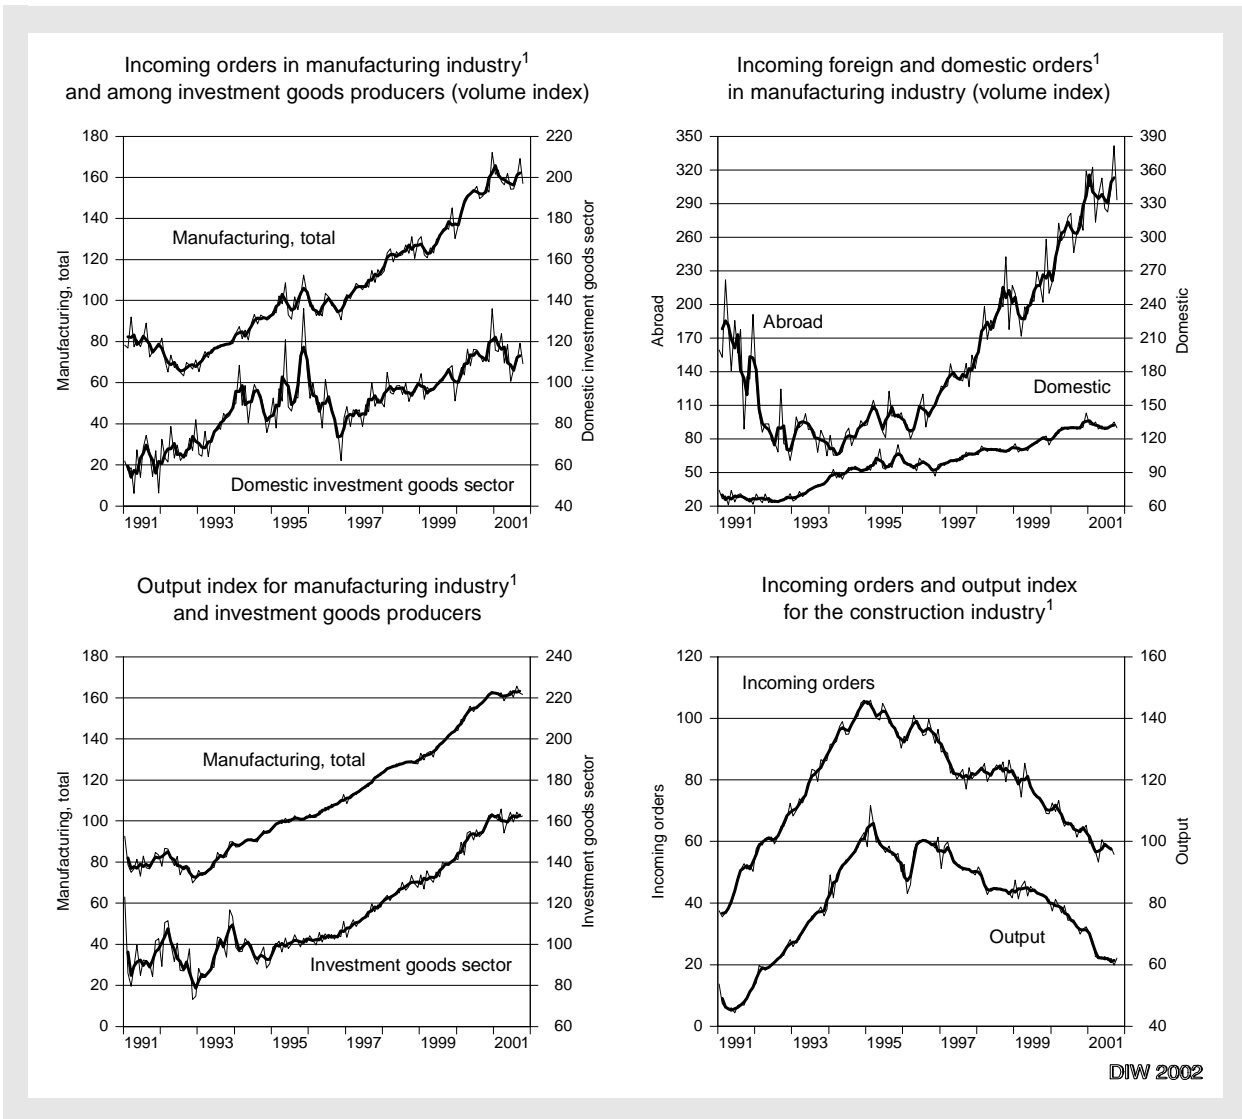 Incoming orders in manufacturing industry1
and among investment goods producers (volume index)
180
160
140
120
100
80
60
40
20
0
220
200
180
160
140
120
100
80
60
40
Manufacturing, total
Domestic investment goods sector
Manufacturing, total
Domestic investment goods sector
1991 1993 1995 1997 1999 2001
Incoming foreign and domestic orders1
in manufacturing industry (volume index)
350
320
290
260
230
200
170
140
110
80
50
20
390
360
330
300
270
240
210
180
150
120
90
60
Abroad
Domestic
Abroad
Domestic
1991 1993 1995 1997 1999 2001
Output index for manufacturing industry1
and investment goods producers
180
160
140
120
100
80
60
40
20
0
240
220
200
180
160
140
120
100
80
60
Manufacturing, total
Investment goods sector
Manufacturing, total
Investment goods sector
1991 1993 1995 1997 1999 2001
Incoming orders and output index
for the construction industry1
120
100
80
60
40
20
0
160
140
120
100
80
60
40
Incoming orders
Output
Incoming orders
Output
1991 1993 1995 1997 1999 2001
DIW 2002